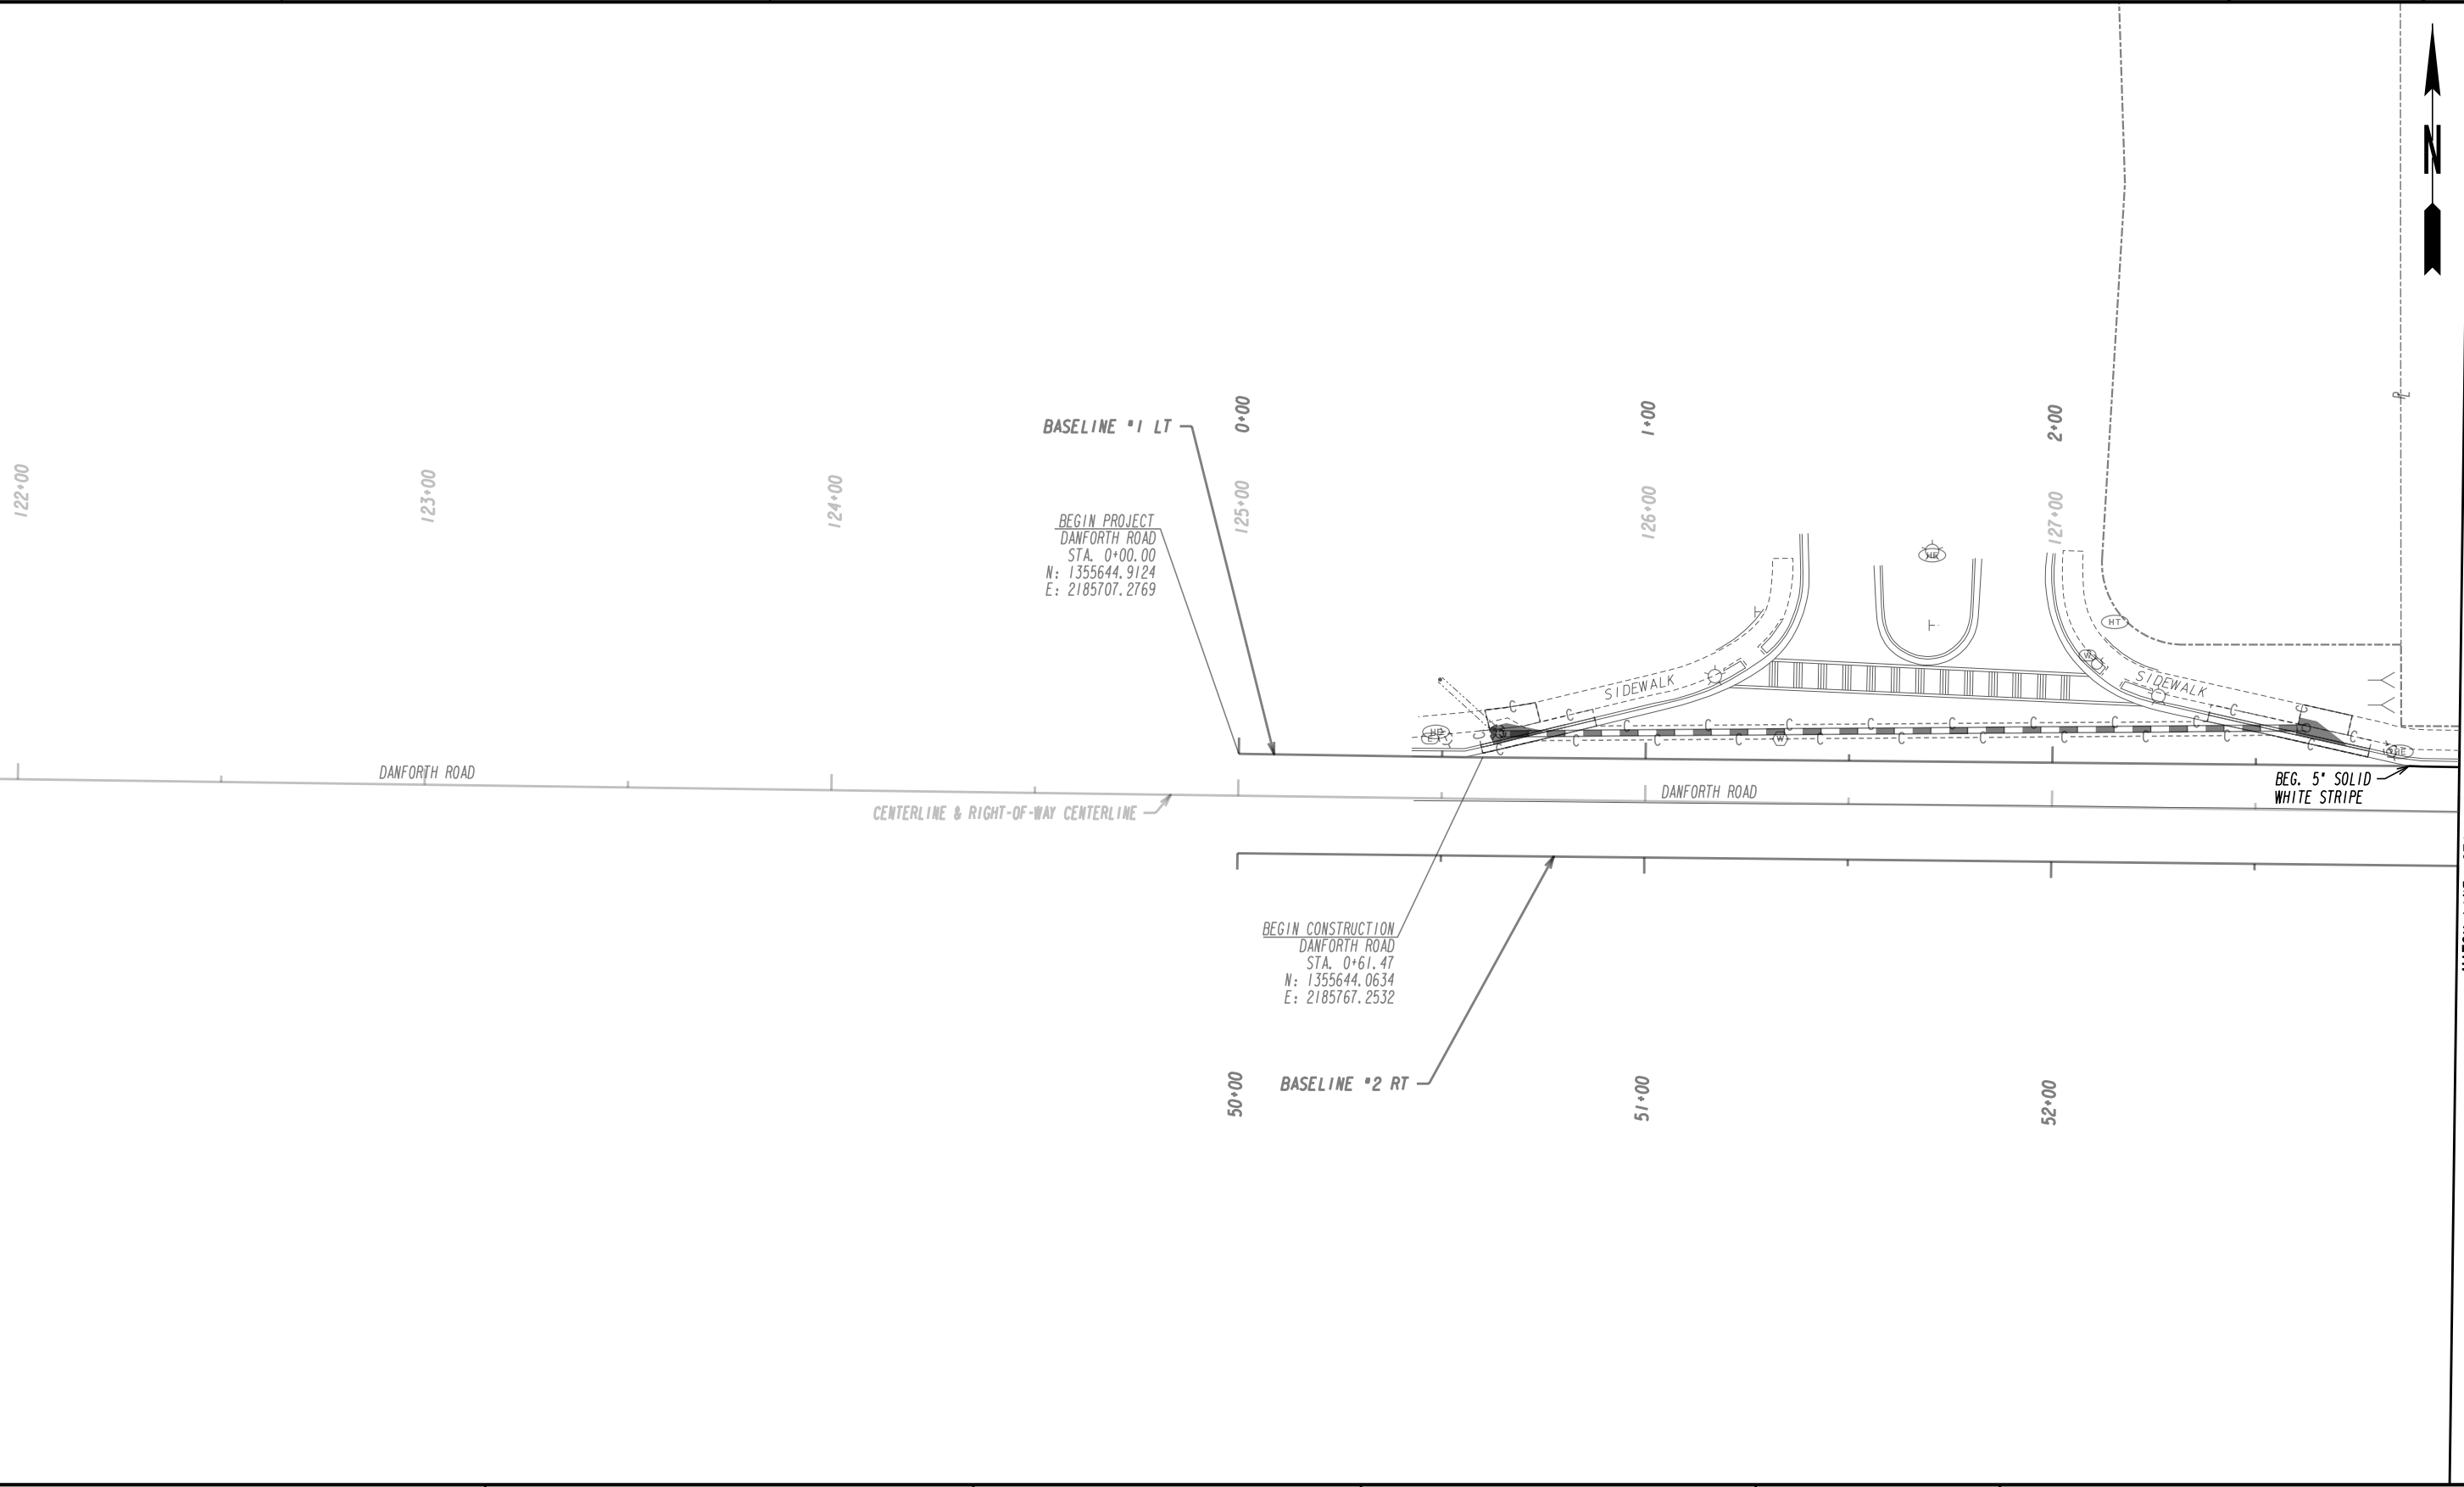 N
BASELINE #1 LT
0+00
1+00
2+00
122+00
123+00
124+00
125+00
126+00
127+00
BEGIN PROJECT
DANFORTH ROAD
STA. 0+00.00
N: 1355644.9124
E: 2185707.2769
PL
HE
HT
SIDEWALK
SIDEWALK
W
DANFORTH ROAD
CENTERLINE & RIGHT-OF-WAY CENTERLINE
DANFORTH ROAD
BEG. 5" SOLID
WHITE STRIPE
BEGIN CONSTRUCTION
DANFORTH ROAD
STA. 0+61.47
N: 1355644.0634
E: 2185767.2532
BASELINE #2 RT
50+00
51+00
52+00